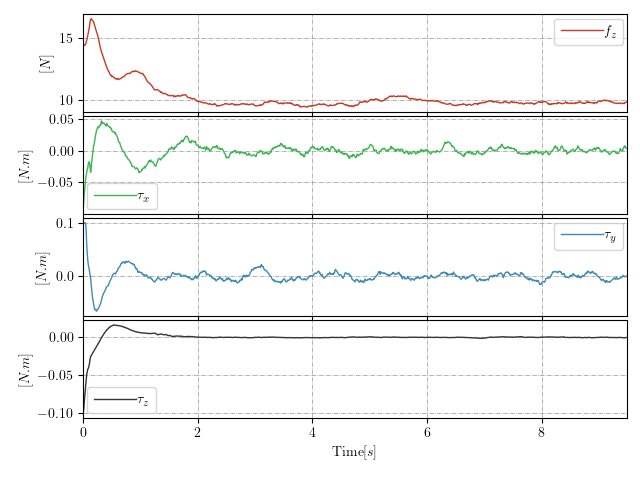 [N]
15
10
f_z
[N.m]
0.05
0.00
−0.05
τ_x
[N.m]
0.1
0.0
τ_y
[N.m]
0.00
−0.05
−0.10
τ_z
0 2 4 6 8
Time[s]